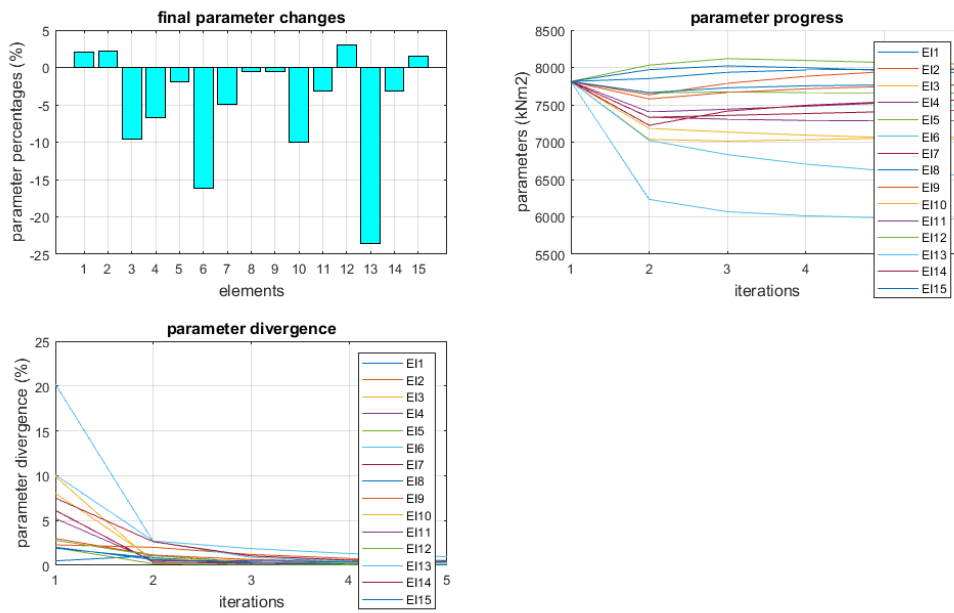 final parameter changes
parameter percentages (%)
5
0
-5
-10
-15
-20
-25
1 2 3 4 5 6 7 8 9 10 11 12 13 14 15
elements
parameter progress
parameters (kNm2)
8500
8000
7500
7000
6500
6000
5500
1 2 3 4
iterations
EI1
EI2
EI3
EI4
EI5
EI6
EI7
EI8
EI9
EI10
EI11
EI12
EI13
EI14
EI15
parameter divergence
parameter divergence (%)
25
20
15
10
5
0
1 2 3 4 5
iterations
EI1
EI2
EI3
EI4
EI5
EI6
EI7
EI8
EI9
EI10
EI11
EI12
EI13
EI14
EI15